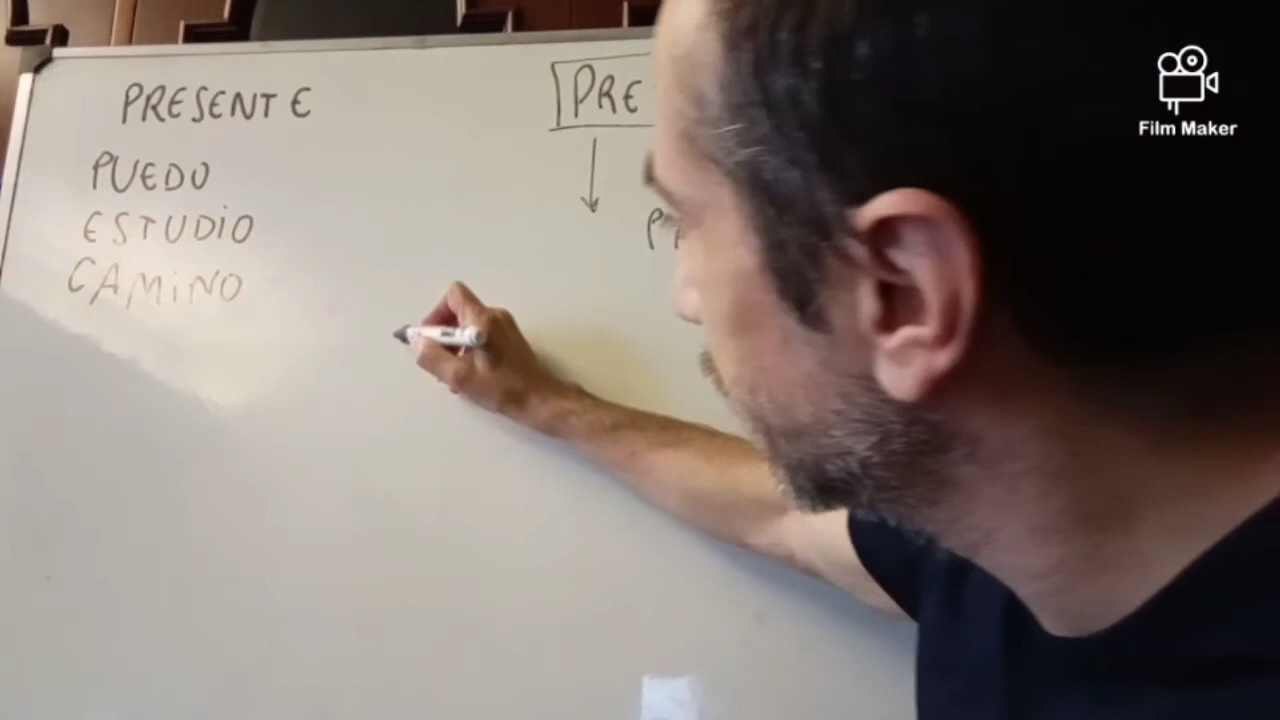 PRESENTE
PUEDO
ESTUDIO
CAMINO
PRE
Film Maker